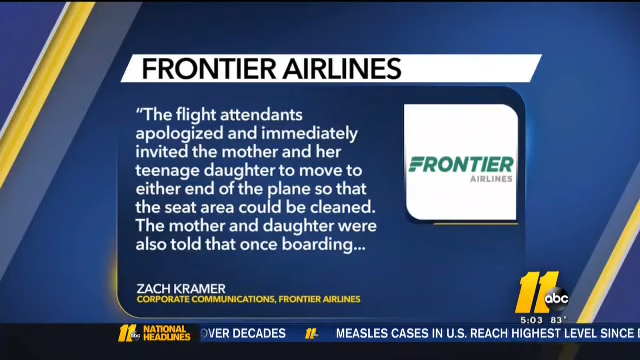 FRONTIER AIRLINES
“The flight attendants
apologized and immediately
invited the mother and her
teenage daughter to move to
either end of the plane so that
the seat area could be cleaned.
The mother and daughter were
also told that once boarding...
FRONTIER
AIRLINES
ZACH KRAMER
CORPORATE COMMUNICATIONS, FRONTIER AIRLINES
11 abc
5:03 83°
11 abc NATIONAL HEADLINES
OVER DECADES 11 MEASLES CASES IN U.S. REACH HIGHEST LEVEL SINCE